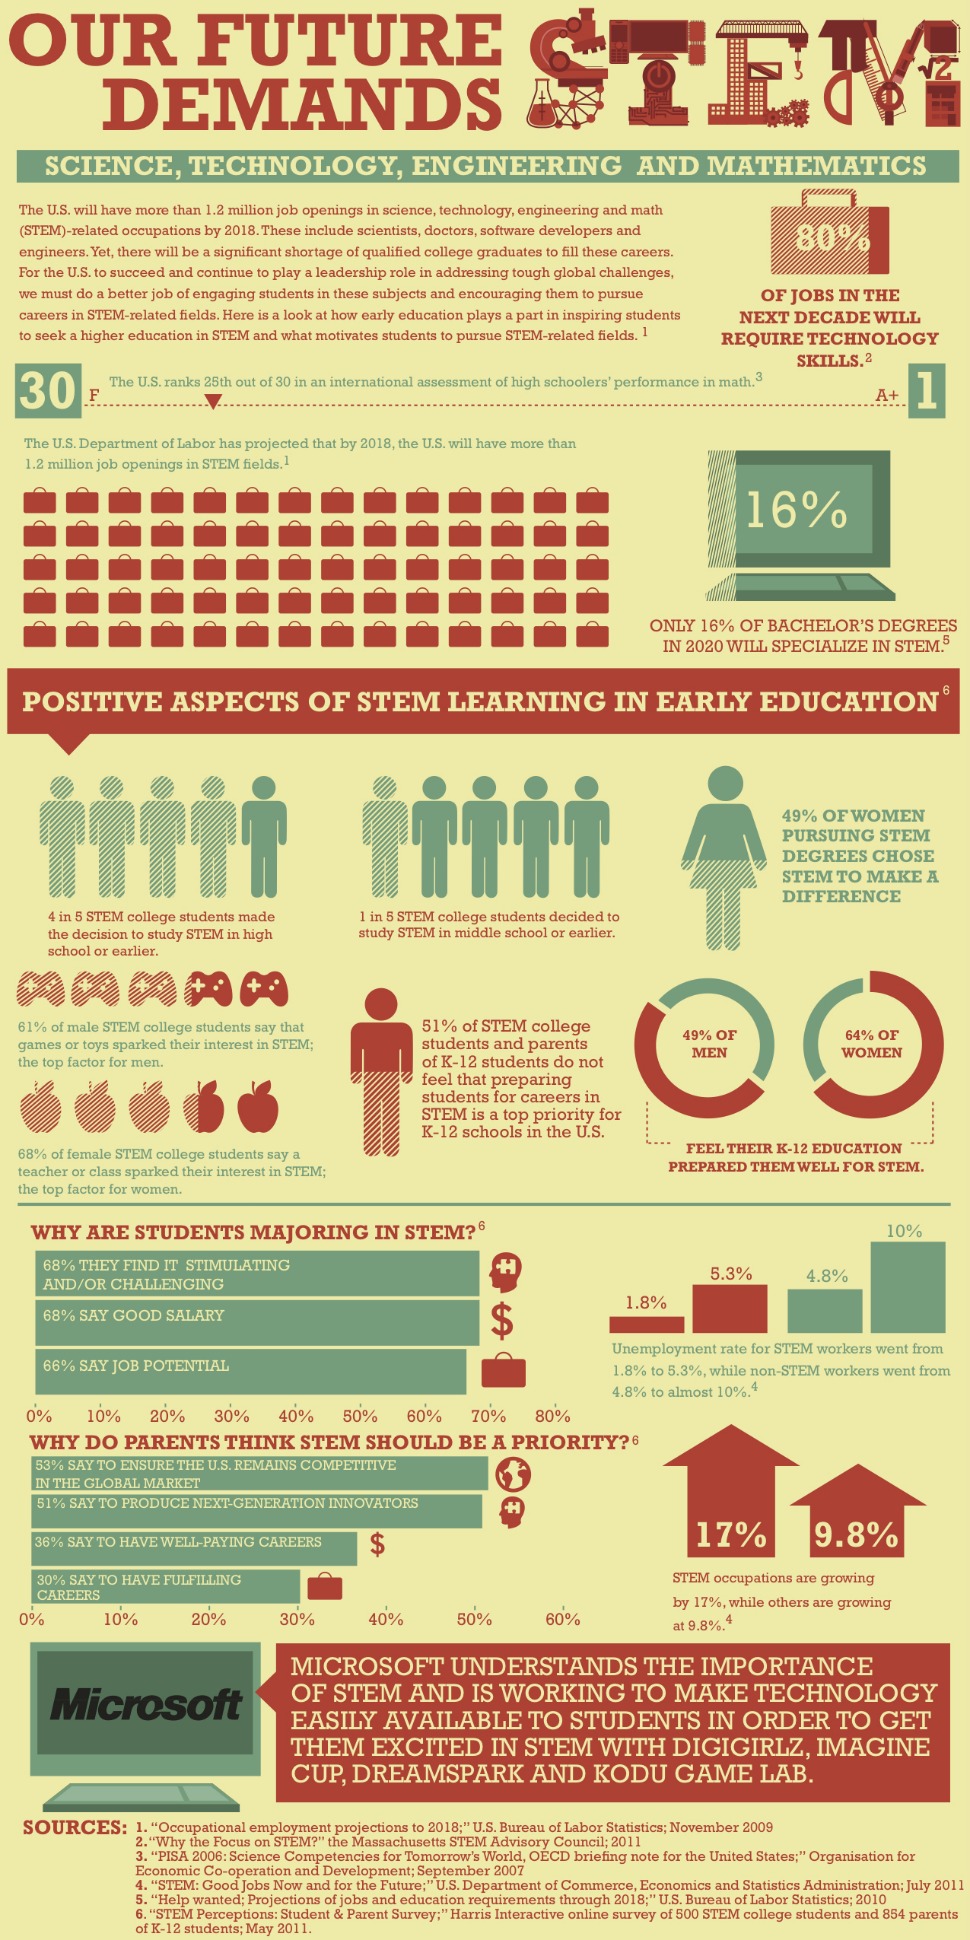 OUR FUTURE
DEMANDS
STEM
√2
SCIENCE, TECHNOLOGY, ENGINEERING AND MATHEMATICS
The U.S. will have more than 1.2 million job openings in science, technology, engineering and math
(STEM)-related occupations by 2018. These include scientists, doctors, software developers and
engineers. Yet, there will be a significant shortage of qualified college graduates to fill these careers.
For the U.S. to succeed and continue to play a leadership role in addressing tough global challenges,
we must do a better job of engaging students in these subjects and encouraging them to pursue
careers in STEM-related fields. Here is a look at how early education plays a part in inspiring students
to seek a higher education in STEM and what motivates students to pursue STEM-related fields. 1
80%
OF JOBS IN THE
NEXT DECADE WILL
REQUIRE TECHNOLOGY
SKILLS.2
30
F
The U.S. ranks 25th out of 30 in an international assessment of high schoolers' performance in math.3
A+
1
The U.S. Department of Labor has projected that by 2018, the U.S. will have more than
1.2 million job openings in STEM fields.1
16%
ONLY 16% OF BACHELOR'S DEGREES
IN 2020 WILL SPECIALIZE IN STEM.5
POSITIVE ASPECTS OF STEM LEARNING IN EARLY EDUCATION6
4 in 5 STEM college students made
the decision to study STEM in high
school or earlier.
1 in 5 STEM college students decided to
study STEM in middle school or earlier.
49% OF WOMEN
PURSUING STEM
DEGREES CHOSE
STEM TO MAKE A
DIFFERENCE
61% of male STEM college students say that
games or toys sparked their interest in STEM;
the top factor for men.
68% of female STEM college students say a
teacher or class sparked their interest in STEM;
the top factor for women.
51% of STEM college
students and parents
of K-12 students do not
feel that preparing
students for careers in
STEM is a top priority for
K-12 schools in the U.S.
49% OF
MEN
64% OF
WOMEN
FEEL THEIR K-12 EDUCATION
PREPARED THEM WELL FOR STEM.
WHY ARE STUDENTS MAJORING IN STEM?6
68% THEY FIND IT STIMULATING
AND/OR CHALLENGING
68% SAY GOOD SALARY
$
66% SAY JOB POTENTIAL
0% 10% 20% 30% 40% 50% 60% 70% 80%
1.8%
5.3%
4.8%
10%
Unemployment rate for STEM workers went from
1.8% to 5.3%, while non-STEM workers went from
4.8% to almost 10%.4
WHY DO PARENTS THINK STEM SHOULD BE A PRIORITY?6
53% SAY TO ENSURE THE U.S. REMAINS COMPETITIVE
IN THE GLOBAL MARKET
51% SAY TO PRODUCE NEXT-GENERATION INNOVATORS
36% SAY TO HAVE WELL-PAYING CAREERS
$
30% SAY TO HAVE FULFILLING
CAREERS
0% 10% 20% 30% 40% 50% 60%
17%
9.8%
STEM occupations are growing
by 17%, while others are growing
at 9.8%.4
Microsoft
MICROSOFT UNDERSTANDS THE IMPORTANCE
OF STEM AND IS WORKING TO MAKE TECHNOLOGY
EASILY AVAILABLE TO STUDENTS IN ORDER TO GET
THEM EXCITED IN STEM WITH DIGIGIRLZ, IMAGINE
CUP, DREAMSPARK AND KODU GAME LAB.
SOURCES:
1. "Occupational employment projections to 2018;" U.S. Bureau of Labor Statistics; November 2009
2. "Why the Focus on STEM?" the Massachusetts STEM Advisory Council; 2011
3. "PISA 2006: Science Competencies for Tomorrow's World, OECD briefing note for the United States;" Organisation for
Economic Co-operation and Development; September 2007
4. "STEM: Good Jobs Now and for the Future;" U.S. Department of Commerce, Economics and Statistics Administration; July 2011
5. "Help wanted; Projections of jobs and education requirements through 2018;" U.S. Bureau of Labor Statistics; 2010
6. "STEM Perceptions: Student & Parent Survey;" Harris Interactive online survey of 500 STEM college students and 854 parents
of K-12 students; May 2011.